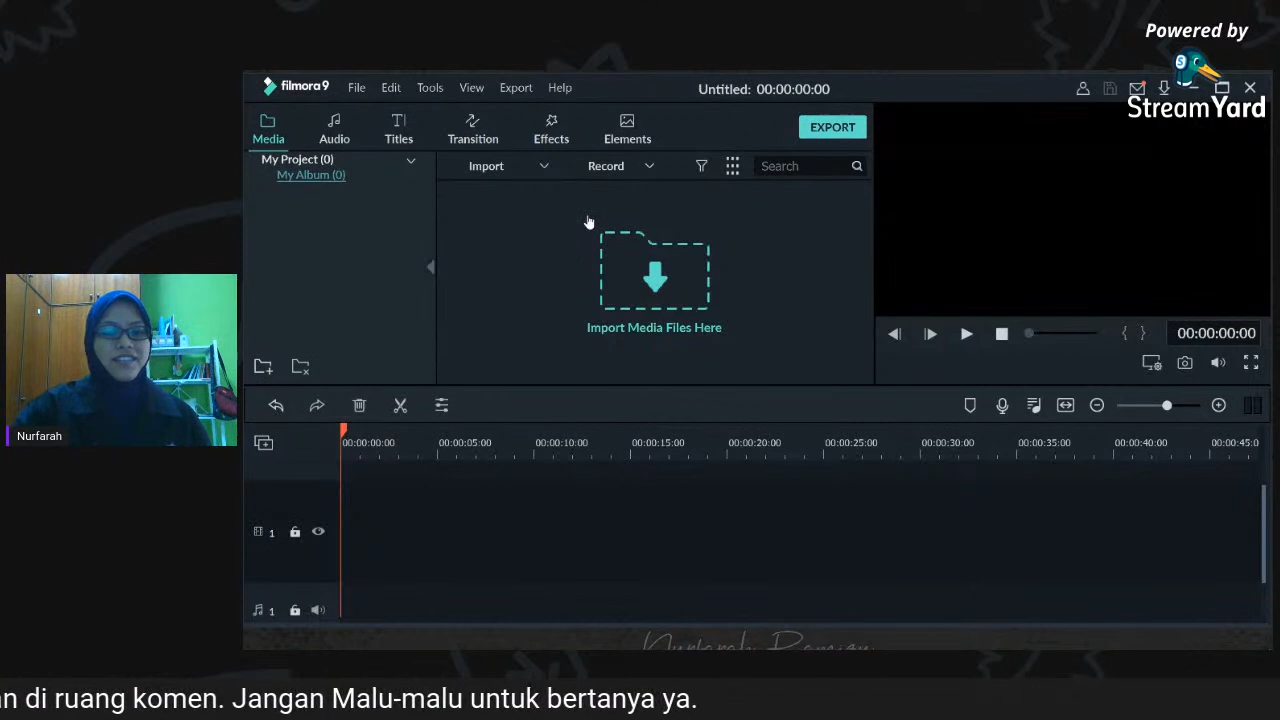 Powered by
StreamYard
filmora9 File Edit Tools View Export Help Untitled: 00:00:00:00
Media Audio Titles Transition Effects Elements EXPORT
My Project (0) Import Record Search
My Album (0)
Import Media Files Here
00:00:00:00
00:00:00:00 00:00:05:00 00:00:10:00 00:00:15:00 00:00:20:00 00:00:25:00 00:00:30:00 00:00:35:00 00:00:40:00 00:00:45:0
Nurfarah
1
1
di ruang komen. Jangan Malu-malu untuk bertanya ya.